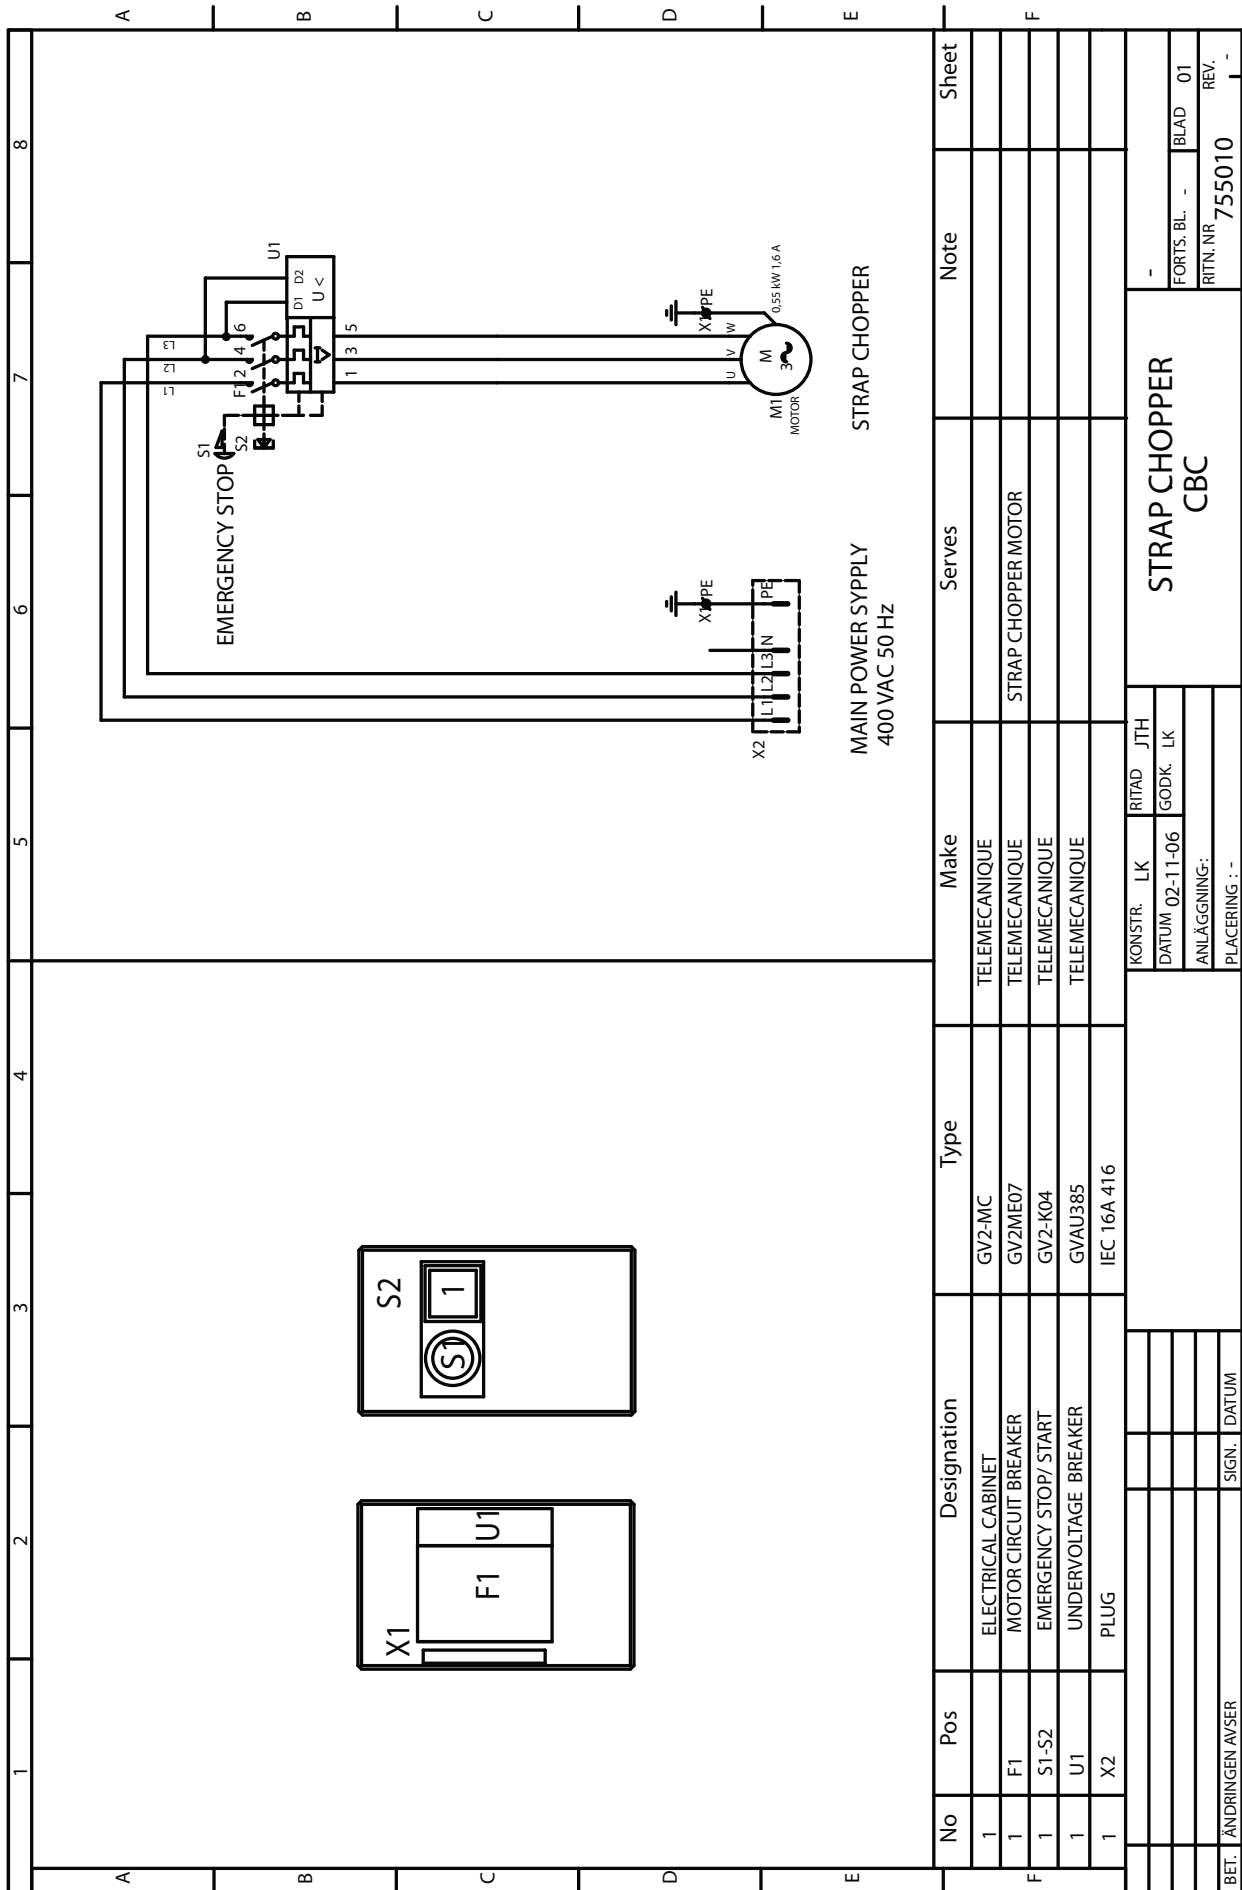 1 2 3 4 5 6 7 8
A
B
C
D
E
F
A
B
C
D
E
F
X1
F1 U1
S2
S1 1
EMERGENCY STOP
S1
S2
L1
L2
L3
F1 2 4 6
U1
D1 D2
U <
I>
1 3 5
X2
L1 L2 L3 N PE
X1 PE
MAIN POWER SYPPLY
400 VAC 50 Hz
U V W
X1 PE
M1
MOTOR
M
3
0,55 kW 1,6 A
STRAP CHOPPER
No Pos Designation Type Make Serves Note Sheet
1 ELECTRICAL CABINET GV2-MC TELEMECANIQUE
1 F1 MOTOR CIRCUIT BREAKER GV2ME07 TELEMECANIQUE STRAP CHOPPER MOTOR
1 S1-S2 EMERGENCY STOP/ START GV2-K04 TELEMECANIQUE
1 U1 UNDERVOLTAGE BREAKER GVAU385 TELEMECANIQUE
1 X2 PLUG IEC 16A 416
BET. ÄNDRINGEN AVSER SIGN. DATUM
KONSTR. LK RITAD JTH
DATUM 02-11-06 GODK. LK
ANLÄGGNING:-
PLACERING : -
STRAP CHOPPER
CBC
-
FORTS. BL. - BLAD 01
RITN. NR 755010 REV. -